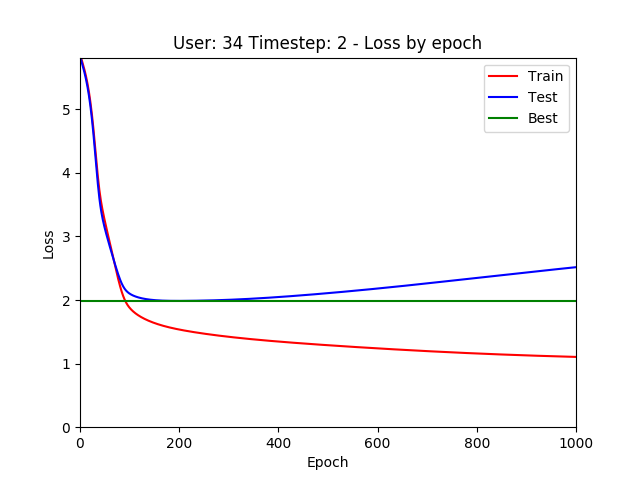 User: 34 Timestep: 2 - Loss by epoch
Train
Test
Best
Loss
5
4
3
2
1
0
0 200 400 600 800 1000
Epoch